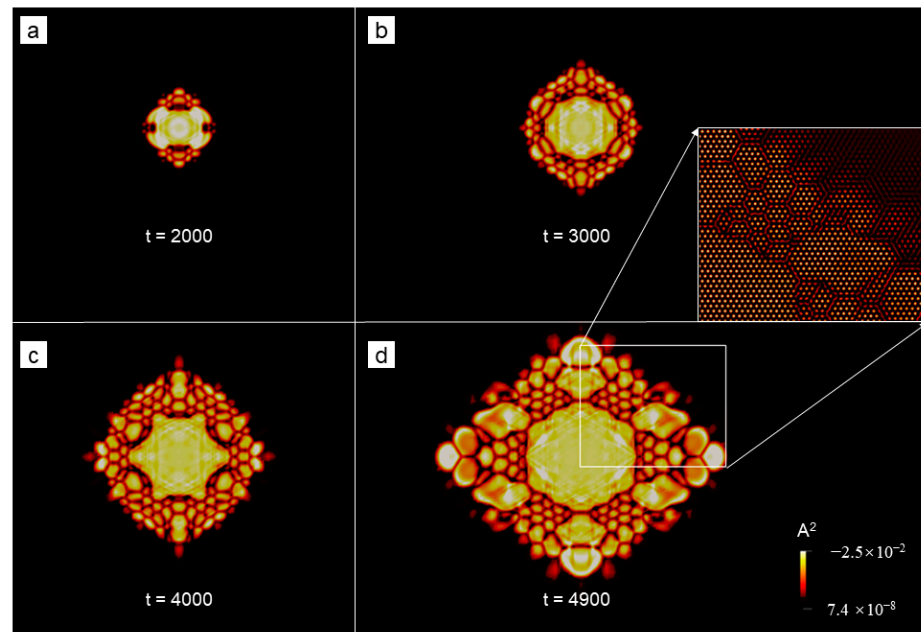 a
b
t = 2000
t = 3000
c
d
A²
−2.5×10⁻²
7.4 ×10⁻⁸
t = 4000
t = 4900